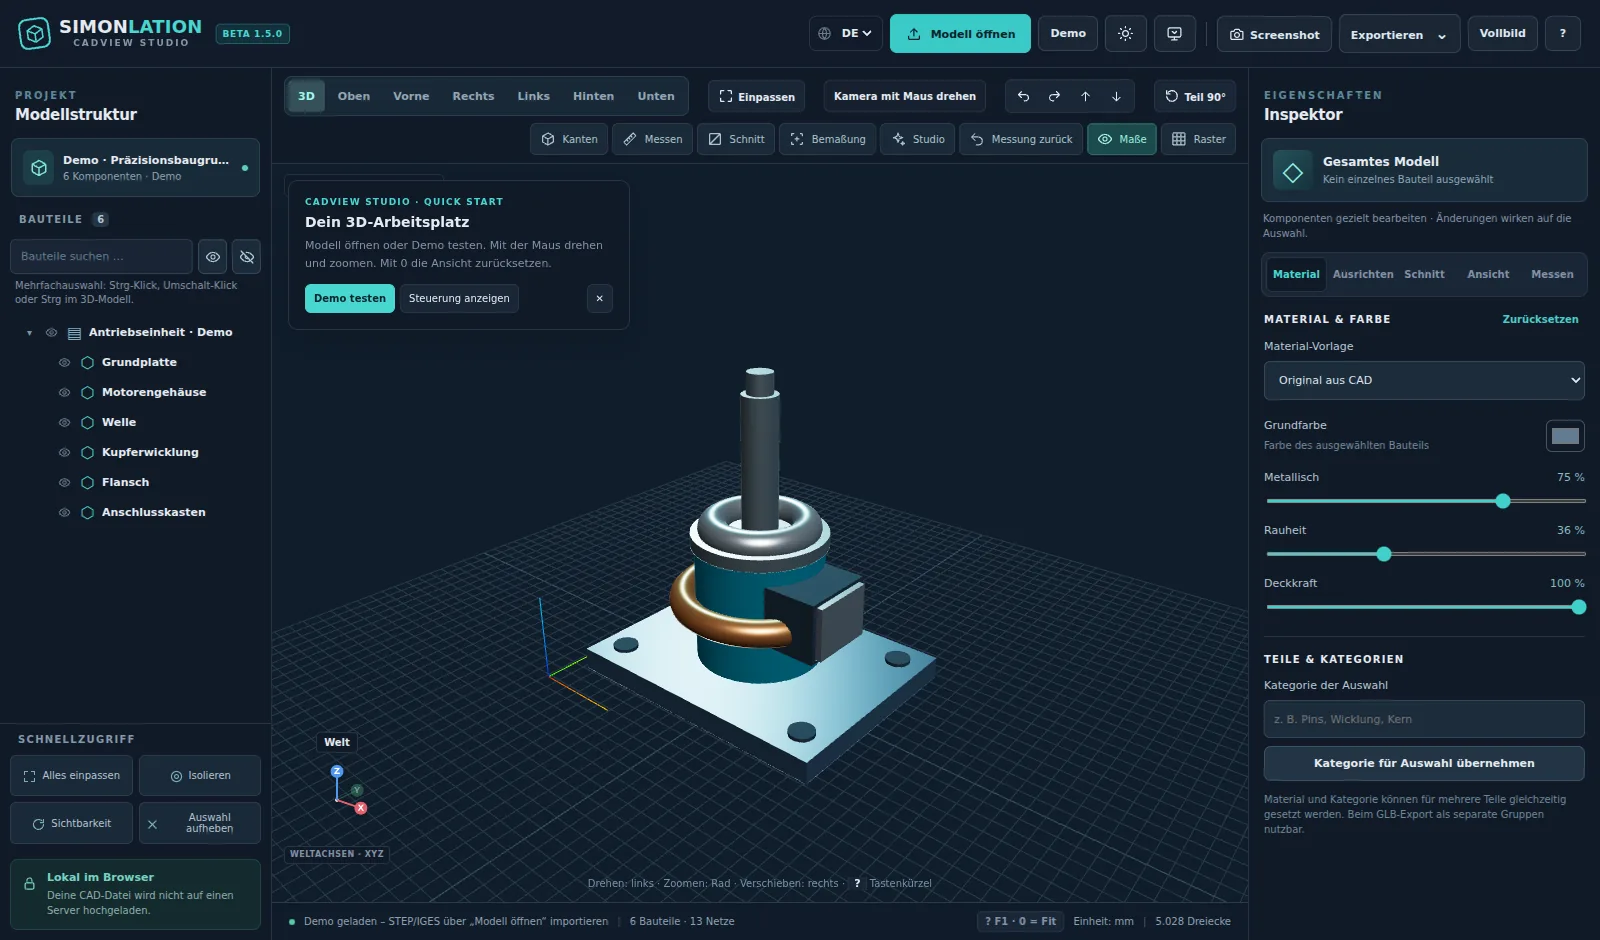 SIMONLATION
CADVIEW STUDIO
BETA 1.5.0
DE
Modell öffnen
Demo
Screenshot
Exportieren
Vollbild
?
PROJEKT
Modellstruktur
Demo · Präzisionsbaugru...
6 Komponenten · Demo
BAUTEILE 6
Bauteile suchen ...
Mehrfachauswahl: Strg-Klick, Umschalt-Klick
oder Strg im 3D-Modell.
Antriebseinheit · Demo
Grundplatte
Motorengehäuse
Welle
Kupferwicklung
Flansch
Anschlusskasten
SCHNELLZUGRIFF
Alles einpassen
Isolieren
Sichtbarkeit
Auswahl
aufheben
Lokal im Browser
Deine CAD-Datei wird nicht auf einen
Server hochgeladen.
3D
Oben
Vorne
Rechts
Links
Hinten
Unten
Einpassen
Kamera mit Maus drehen
Teil 90°
Kanten
Messen
Schnitt
Bemaßung
Studio
Messung zurück
Maße
Raster
CADVIEW STUDIO · QUICK START
Dein 3D-Arbeitsplatz
Modell öffnen oder Demo testen. Mit der Maus drehen
und zoomen. Mit 0 die Ansicht zurücksetzen.
Demo testen
Steuerung anzeigen
×
Welt
Z
Y
X
WELTACHSEN · XYZ
Drehen: links · Zoomen: Rad · Verschieben: rechts · ? Tastenkürzel
Demo geladen – STEP/IGES über „Modell öffnen“ importieren | 6 Bauteile · 13 Netze
? F1 · 0 = Fit
Einheit: mm | 5.028 Dreiecke
EIGENSCHAFTEN
Inspektor
Gesamtes Modell
Kein einzelnes Bauteil ausgewählt
Komponenten gezielt bearbeiten · Änderungen wirken auf die
Auswahl.
Material
Ausrichten
Schnitt
Ansicht
Messen
MATERIAL & FARBE
Zurücksetzen
Material-Vorlage
Original aus CAD
Grundfarbe
Farbe des ausgewählten Bauteils
Metallisch 75 %
Rauheit 36 %
Deckkraft 100 %
TEILE & KATEGORIEN
Kategorie der Auswahl
z. B. Pins, Wicklung, Kern
Kategorie für Auswahl übernehmen
Material und Kategorie können für mehrere Teile gleichzeitig
gesetzt werden. Beim GLB-Export als separate Gruppen
nutzbar.